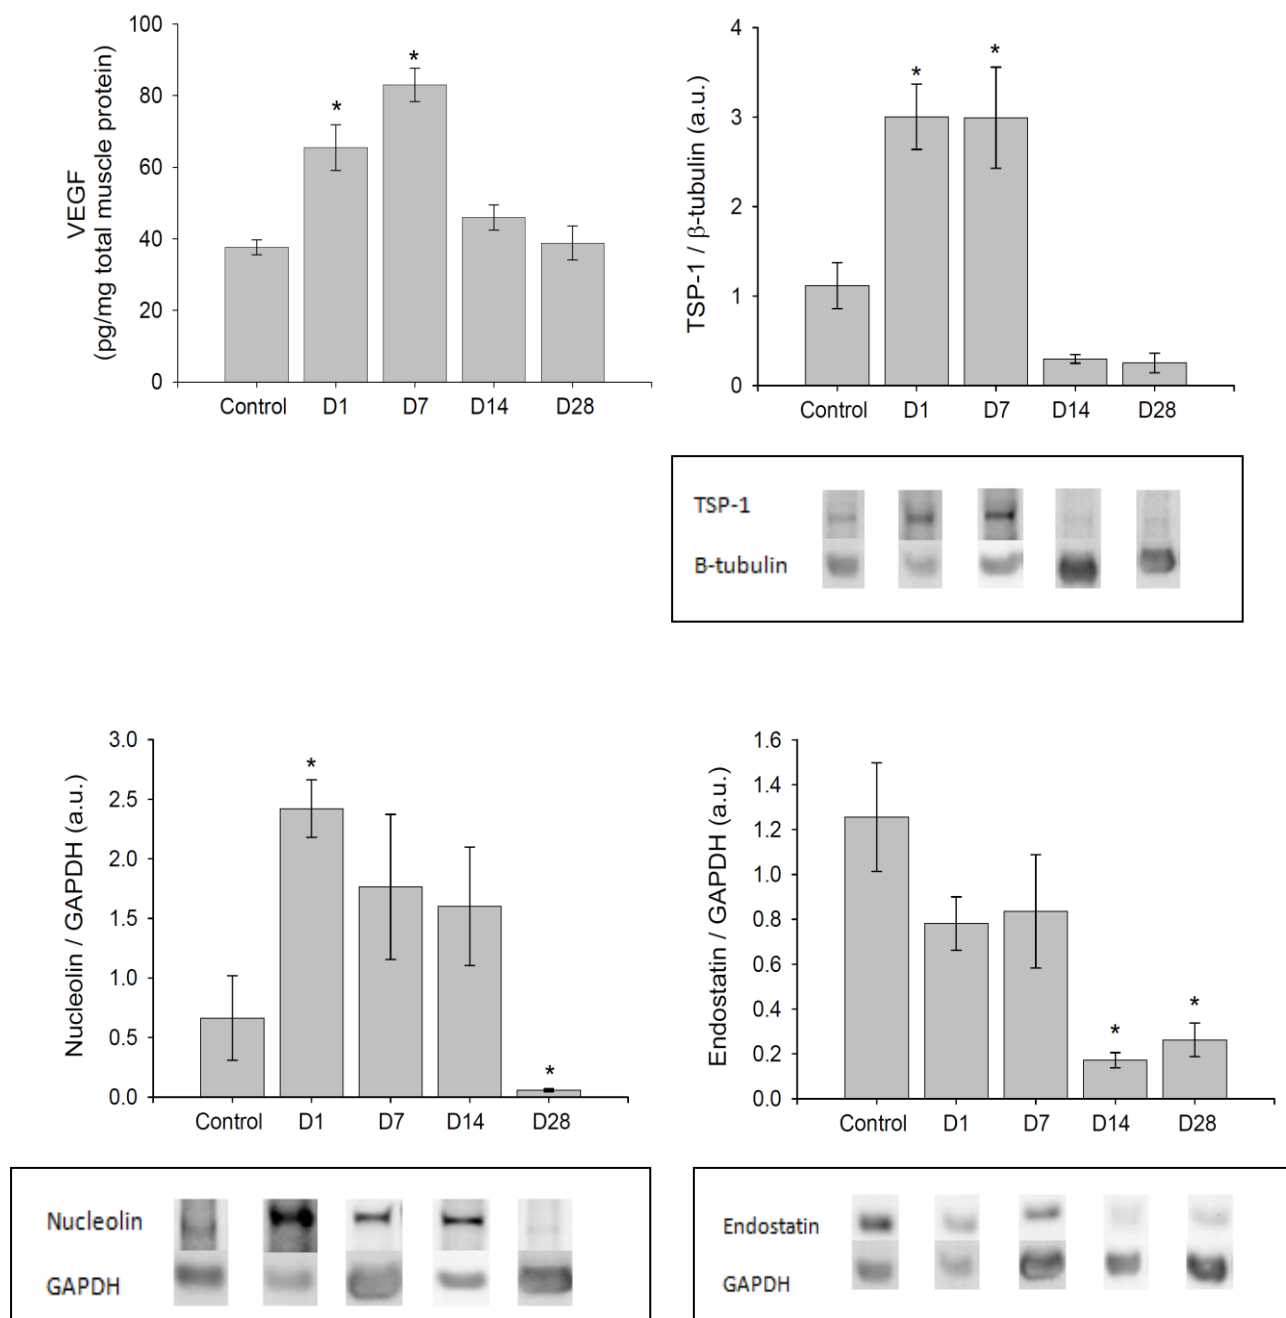 VEGF
(pg/mg total muscle protein)
100
80
60
40
20
0
*
*
Control D1 D7 D14 D28
TSP-1 / β-tubulin (a.u.)
4
3
2
1
0
*
*
Control D1 D7 D14 D28
TSP-1
B-tubulin
Nucleolin / GAPDH (a.u.)
3.0
2.5
2.0
1.5
1.0
0.5
0.0
*
*
Control D1 D7 D14 D28
Nucleolin
GAPDH
Endostatin / GAPDH (a.u.)
1.6
1.4
1.2
1.0
0.8
0.6
0.4
0.2
0.0
*
*
Control D1 D7 D14 D28
Endostatin
GAPDH